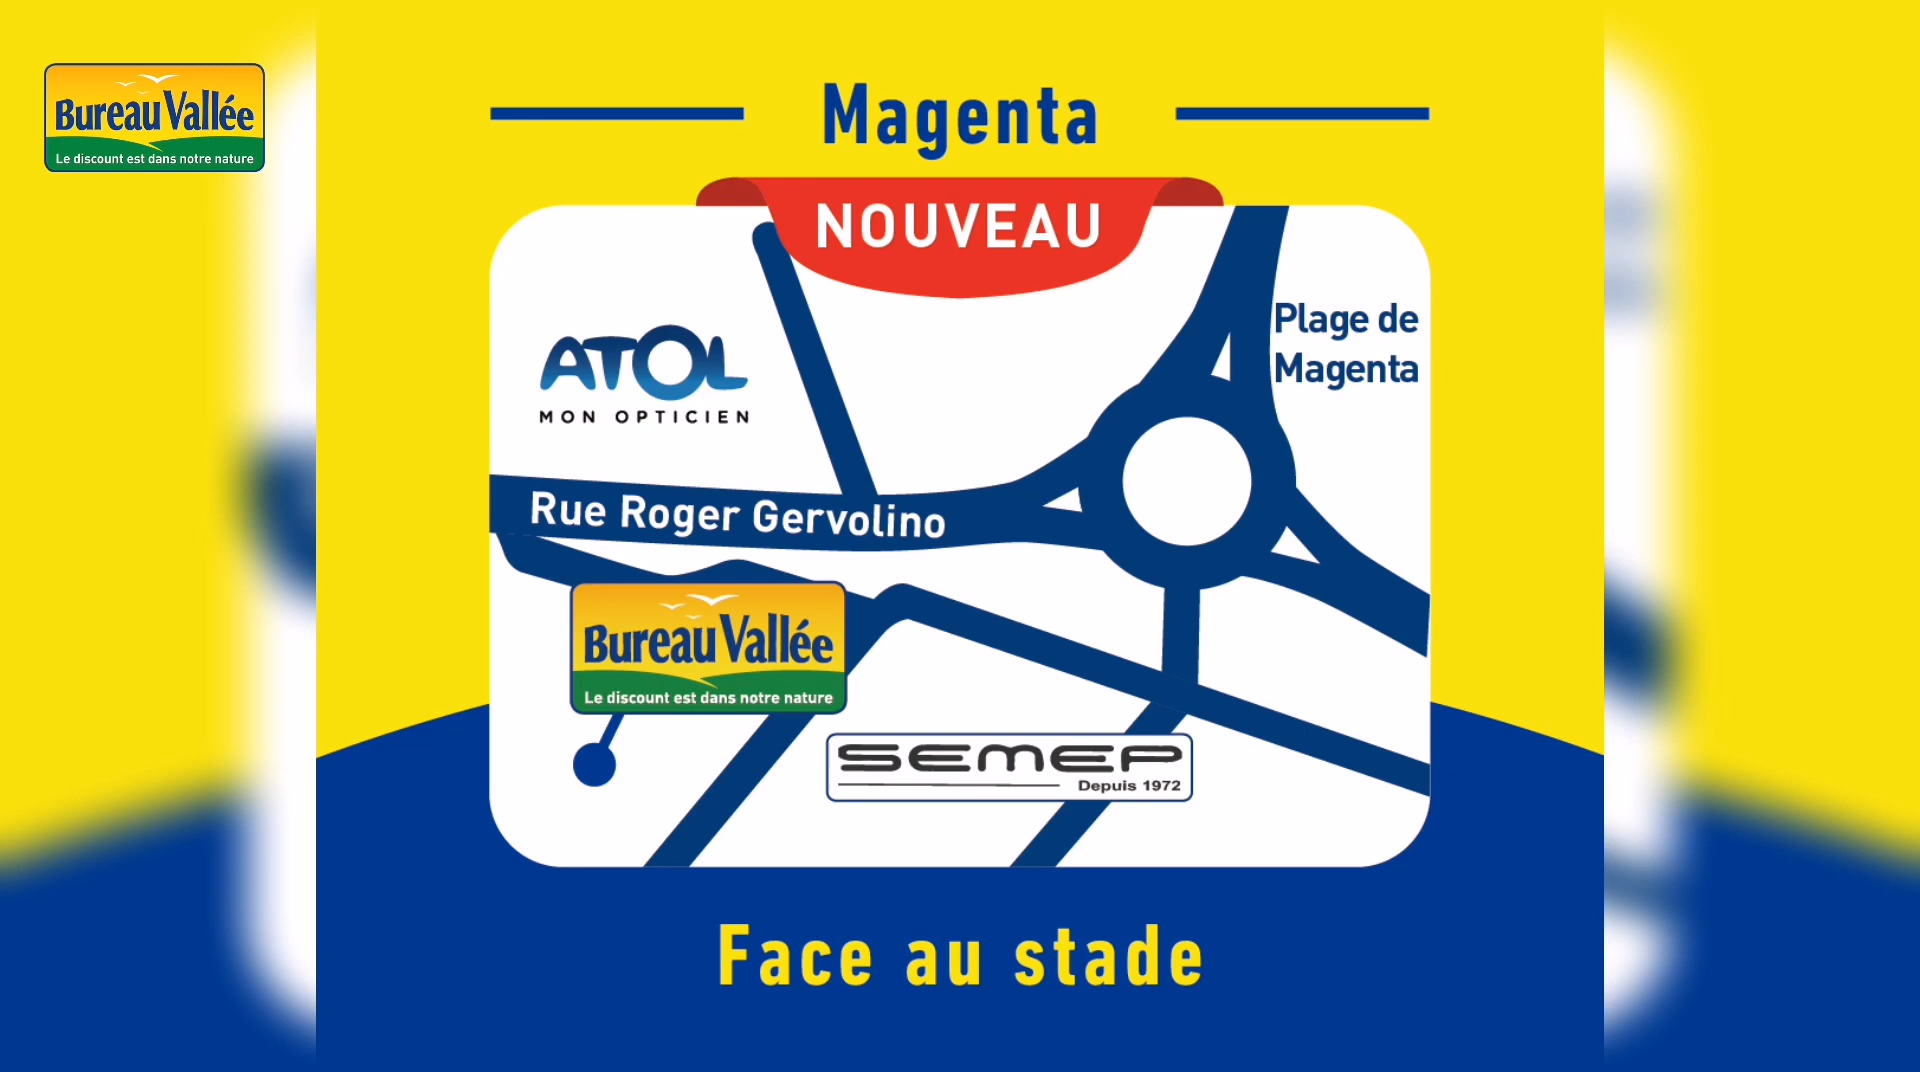 Bureau Vallée
Le discount est dans notre nature
Magenta
NOUVEAU
Plage de
Magenta
ATOL
MON OPTICIEN
Rue Roger Gervolino
Bureau Vallée
Le discount est dans notre nature
SEMEP
Depuis 1972
Face au stade